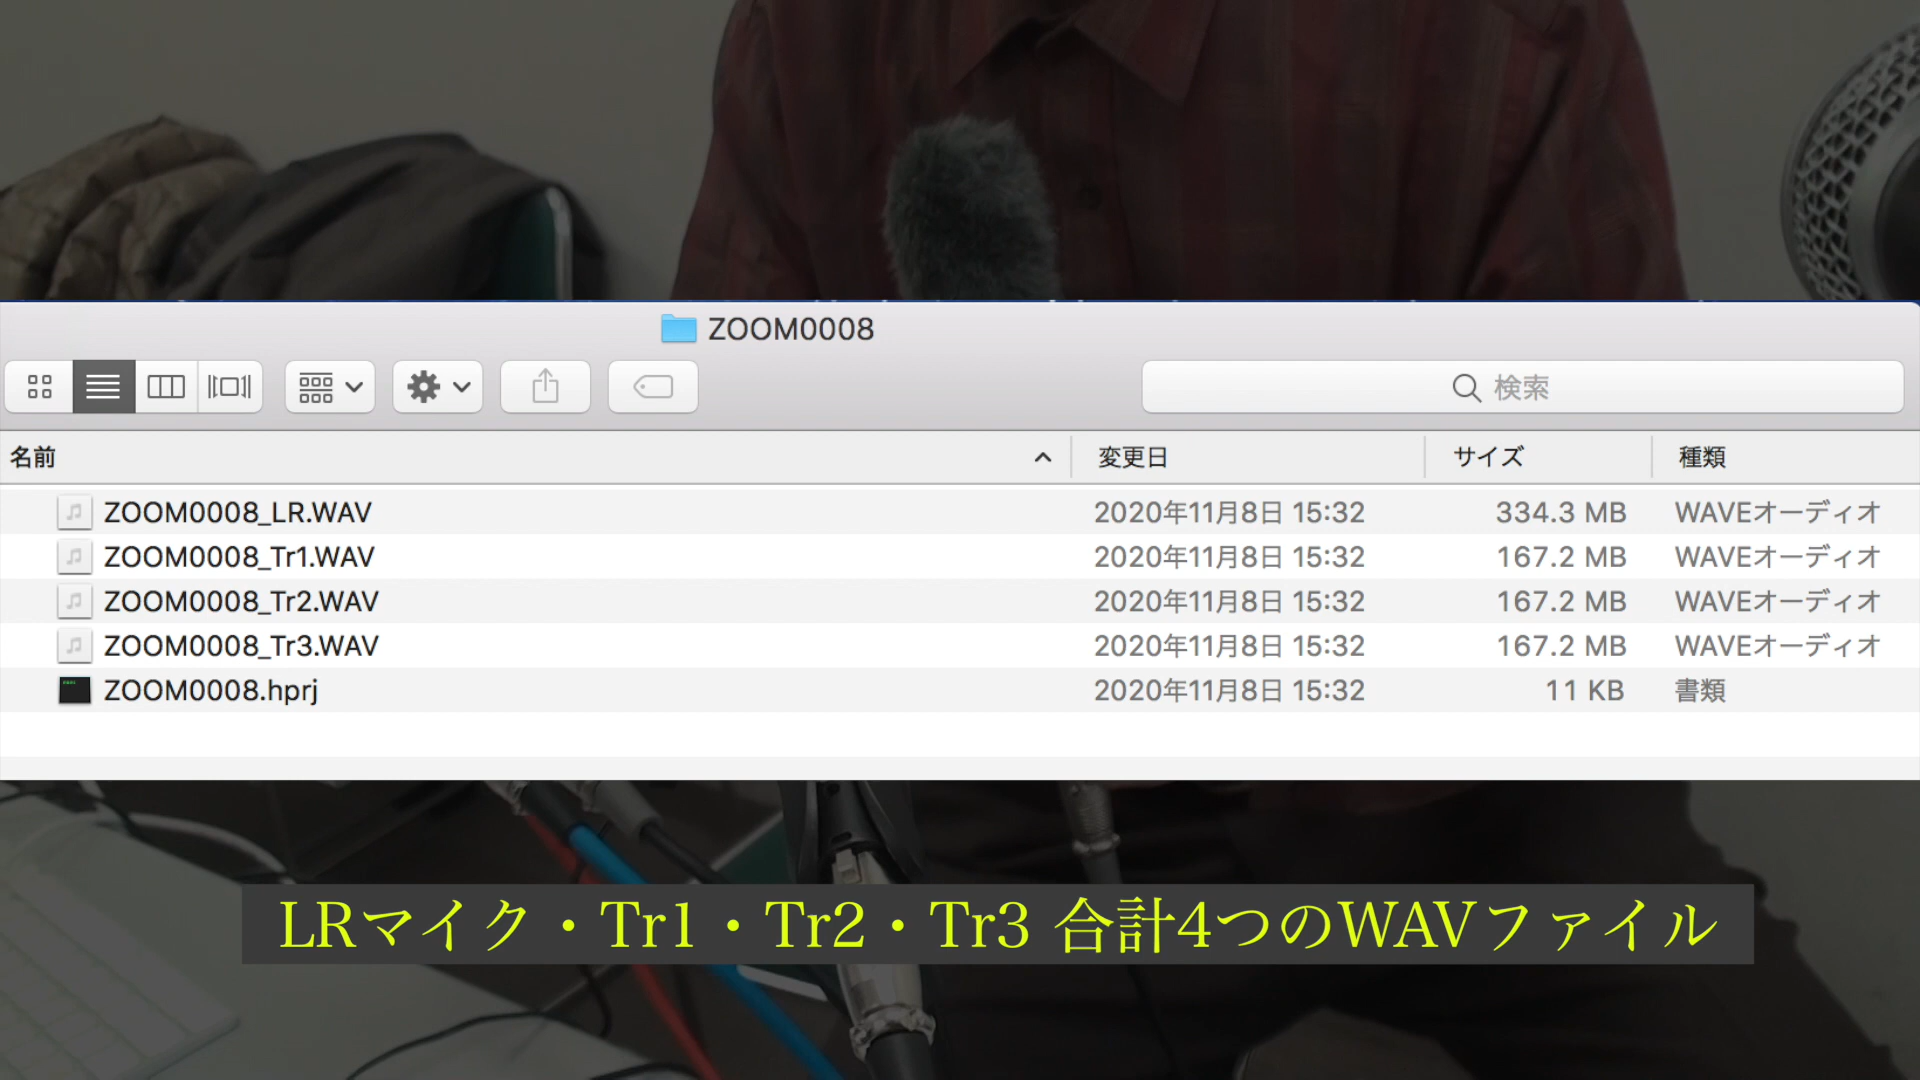 ZOOM0008
検索
名前 変更日 サイズ 種類
ZOOM0008_LR.WAV 2020年11月8日 15:32 334.3 MB WAVEオーディオ
ZOOM0008_Tr1.WAV 2020年11月8日 15:32 167.2 MB WAVEオーディオ
ZOOM0008_Tr2.WAV 2020年11月8日 15:32 167.2 MB WAVEオーディオ
ZOOM0008_Tr3.WAV 2020年11月8日 15:32 167.2 MB WAVEオーディオ
ZOOM0008.hprj 2020年11月8日 15:32 11 KB 書類
LRマイク・Tr1・Tr2・Tr3 合計4つのWAVファイル